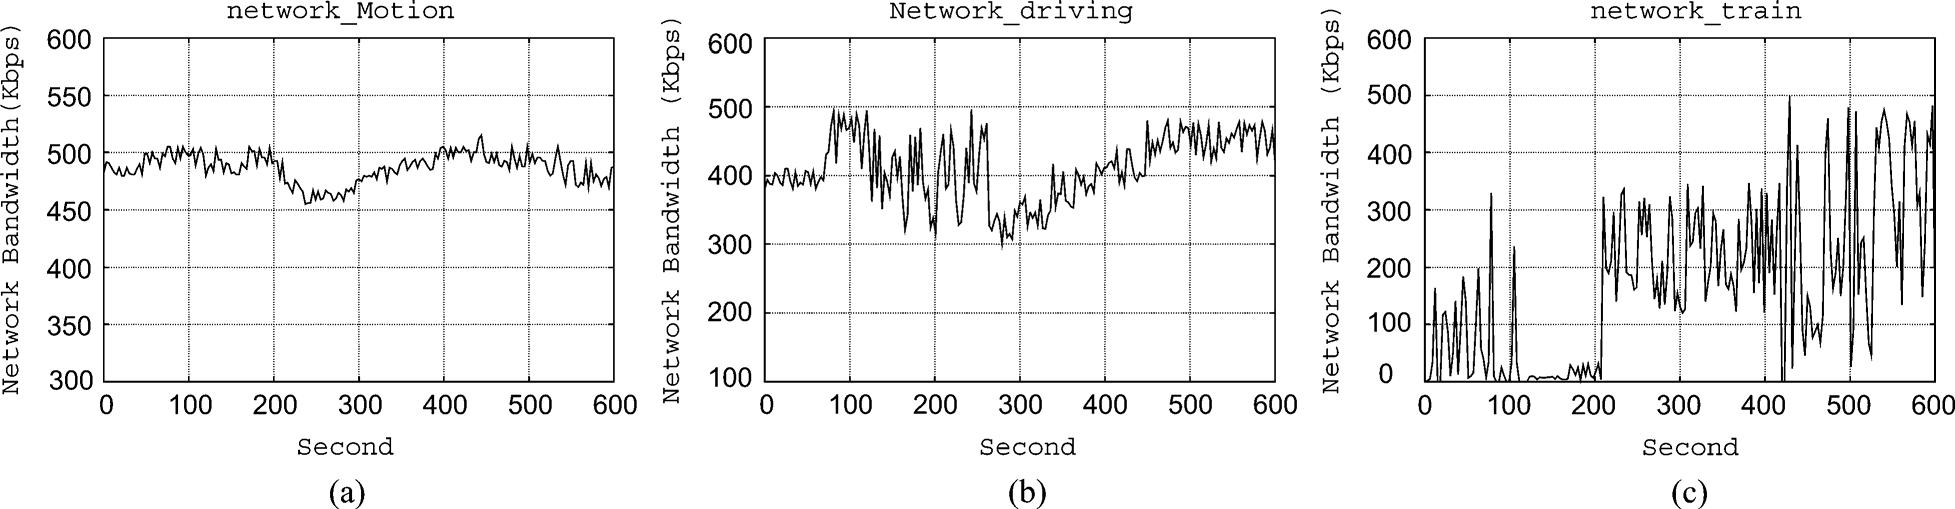 network_Motion
Network Bandwidth(Kbps)
600
550
500
450
400
350
300
0 100 200 300 400 500 600
Second
(a)
Network_driving
Network Bandwidth (Kbps)
600
500
400
300
200
100
0 100 200 300 400 500 600
Second
(b)
network_train
Network Bandwidth (Kbps)
600
500
400
300
200
100
0
0 100 200 300 400 500 600
Second
(c)